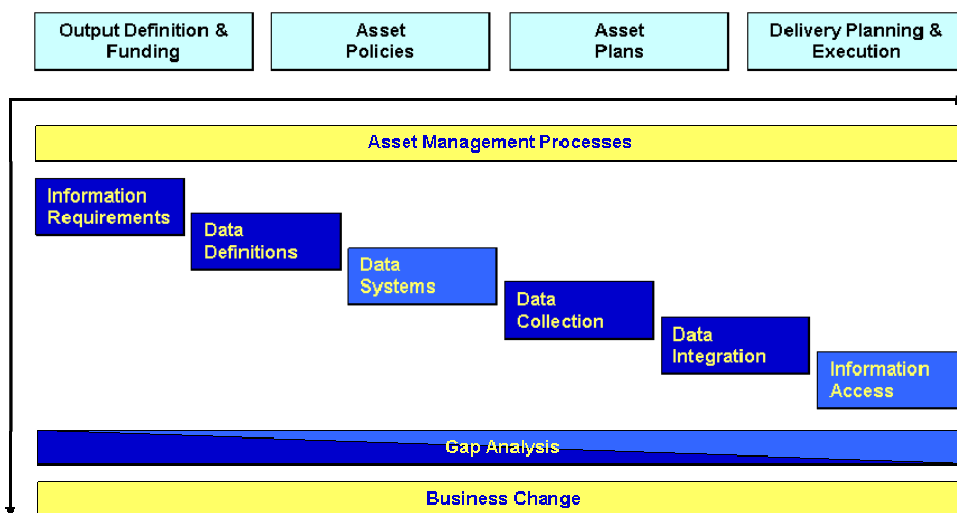 Output Definition &
Funding
Asset
Policies
Asset
Plans
Delivery Planning &
Execution
Asset Management Processes
Information
Requirements
Data
Definitions
Data
Systems
Data
Collection
Data
Integration
Information
Access
Gap Analysis
Business Change